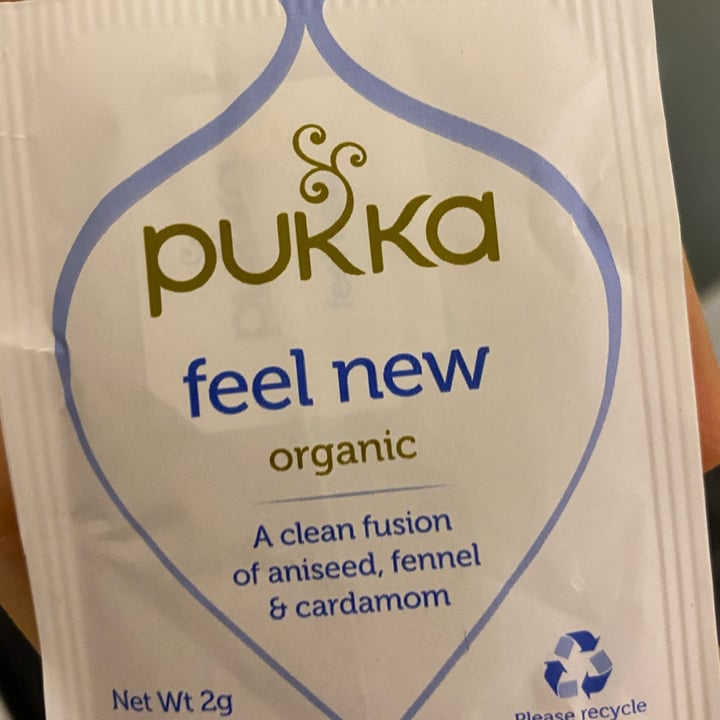 pukka
feel new
organic
A clean fusion
of aniseed, fennel
& cardamom
Net Wt 2g
Please recycle